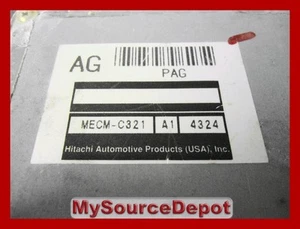 AG
PAG
MECM-C321 A1 4324
Hitachi Automotive Products (USA), Inc.
MySourceDepot